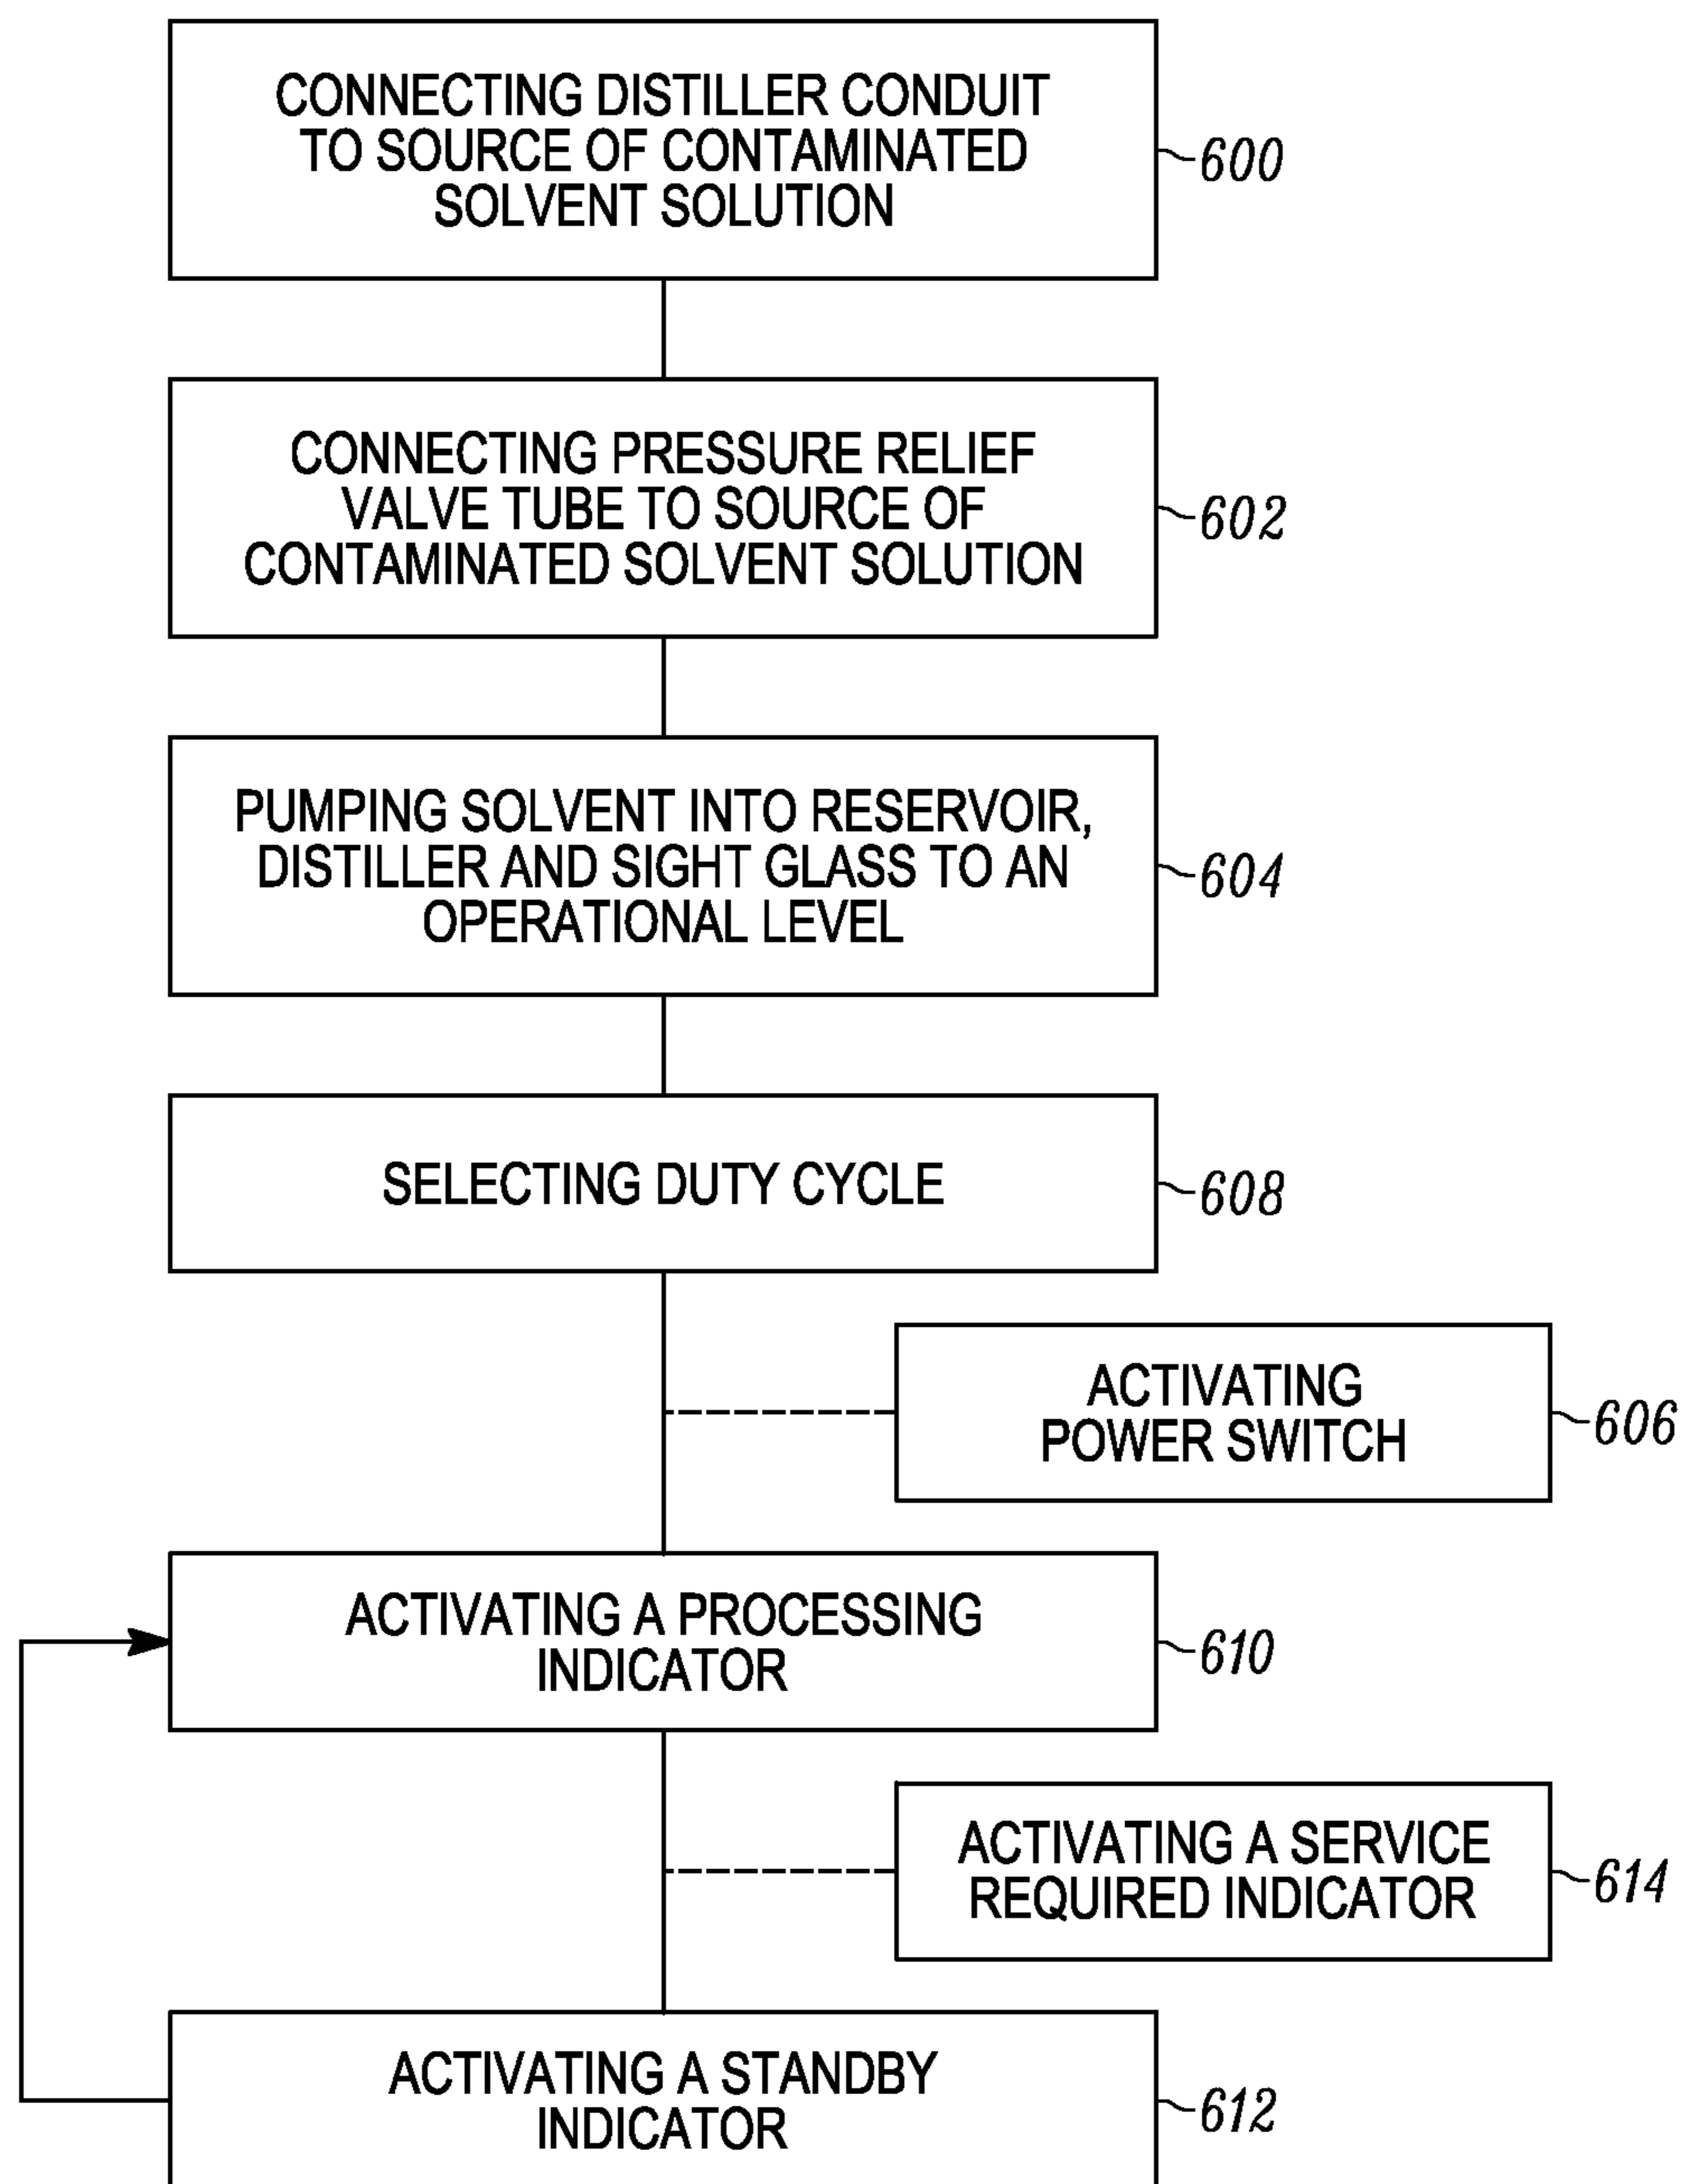 CONNECTING DISTILLER CONDUIT
TO SOURCE OF CONTAMINATED
SOLVENT SOLUTION
600
CONNECTING PRESSURE RELIEF
VALVE TUBE TO SOURCE OF
CONTAMINATED SOLVENT SOLUTION
602
PUMPING SOLVENT INTO RESERVOIR,
DISTILLER AND SIGHT GLASS TO AN
OPERATIONAL LEVEL
604
SELECTING DUTY CYCLE
608
ACTIVATING
POWER SWITCH
606
ACTIVATING A PROCESSING
INDICATOR
610
ACTIVATING A SERVICE
REQUIRED INDICATOR
614
ACTIVATING A STANDBY
INDICATOR
612